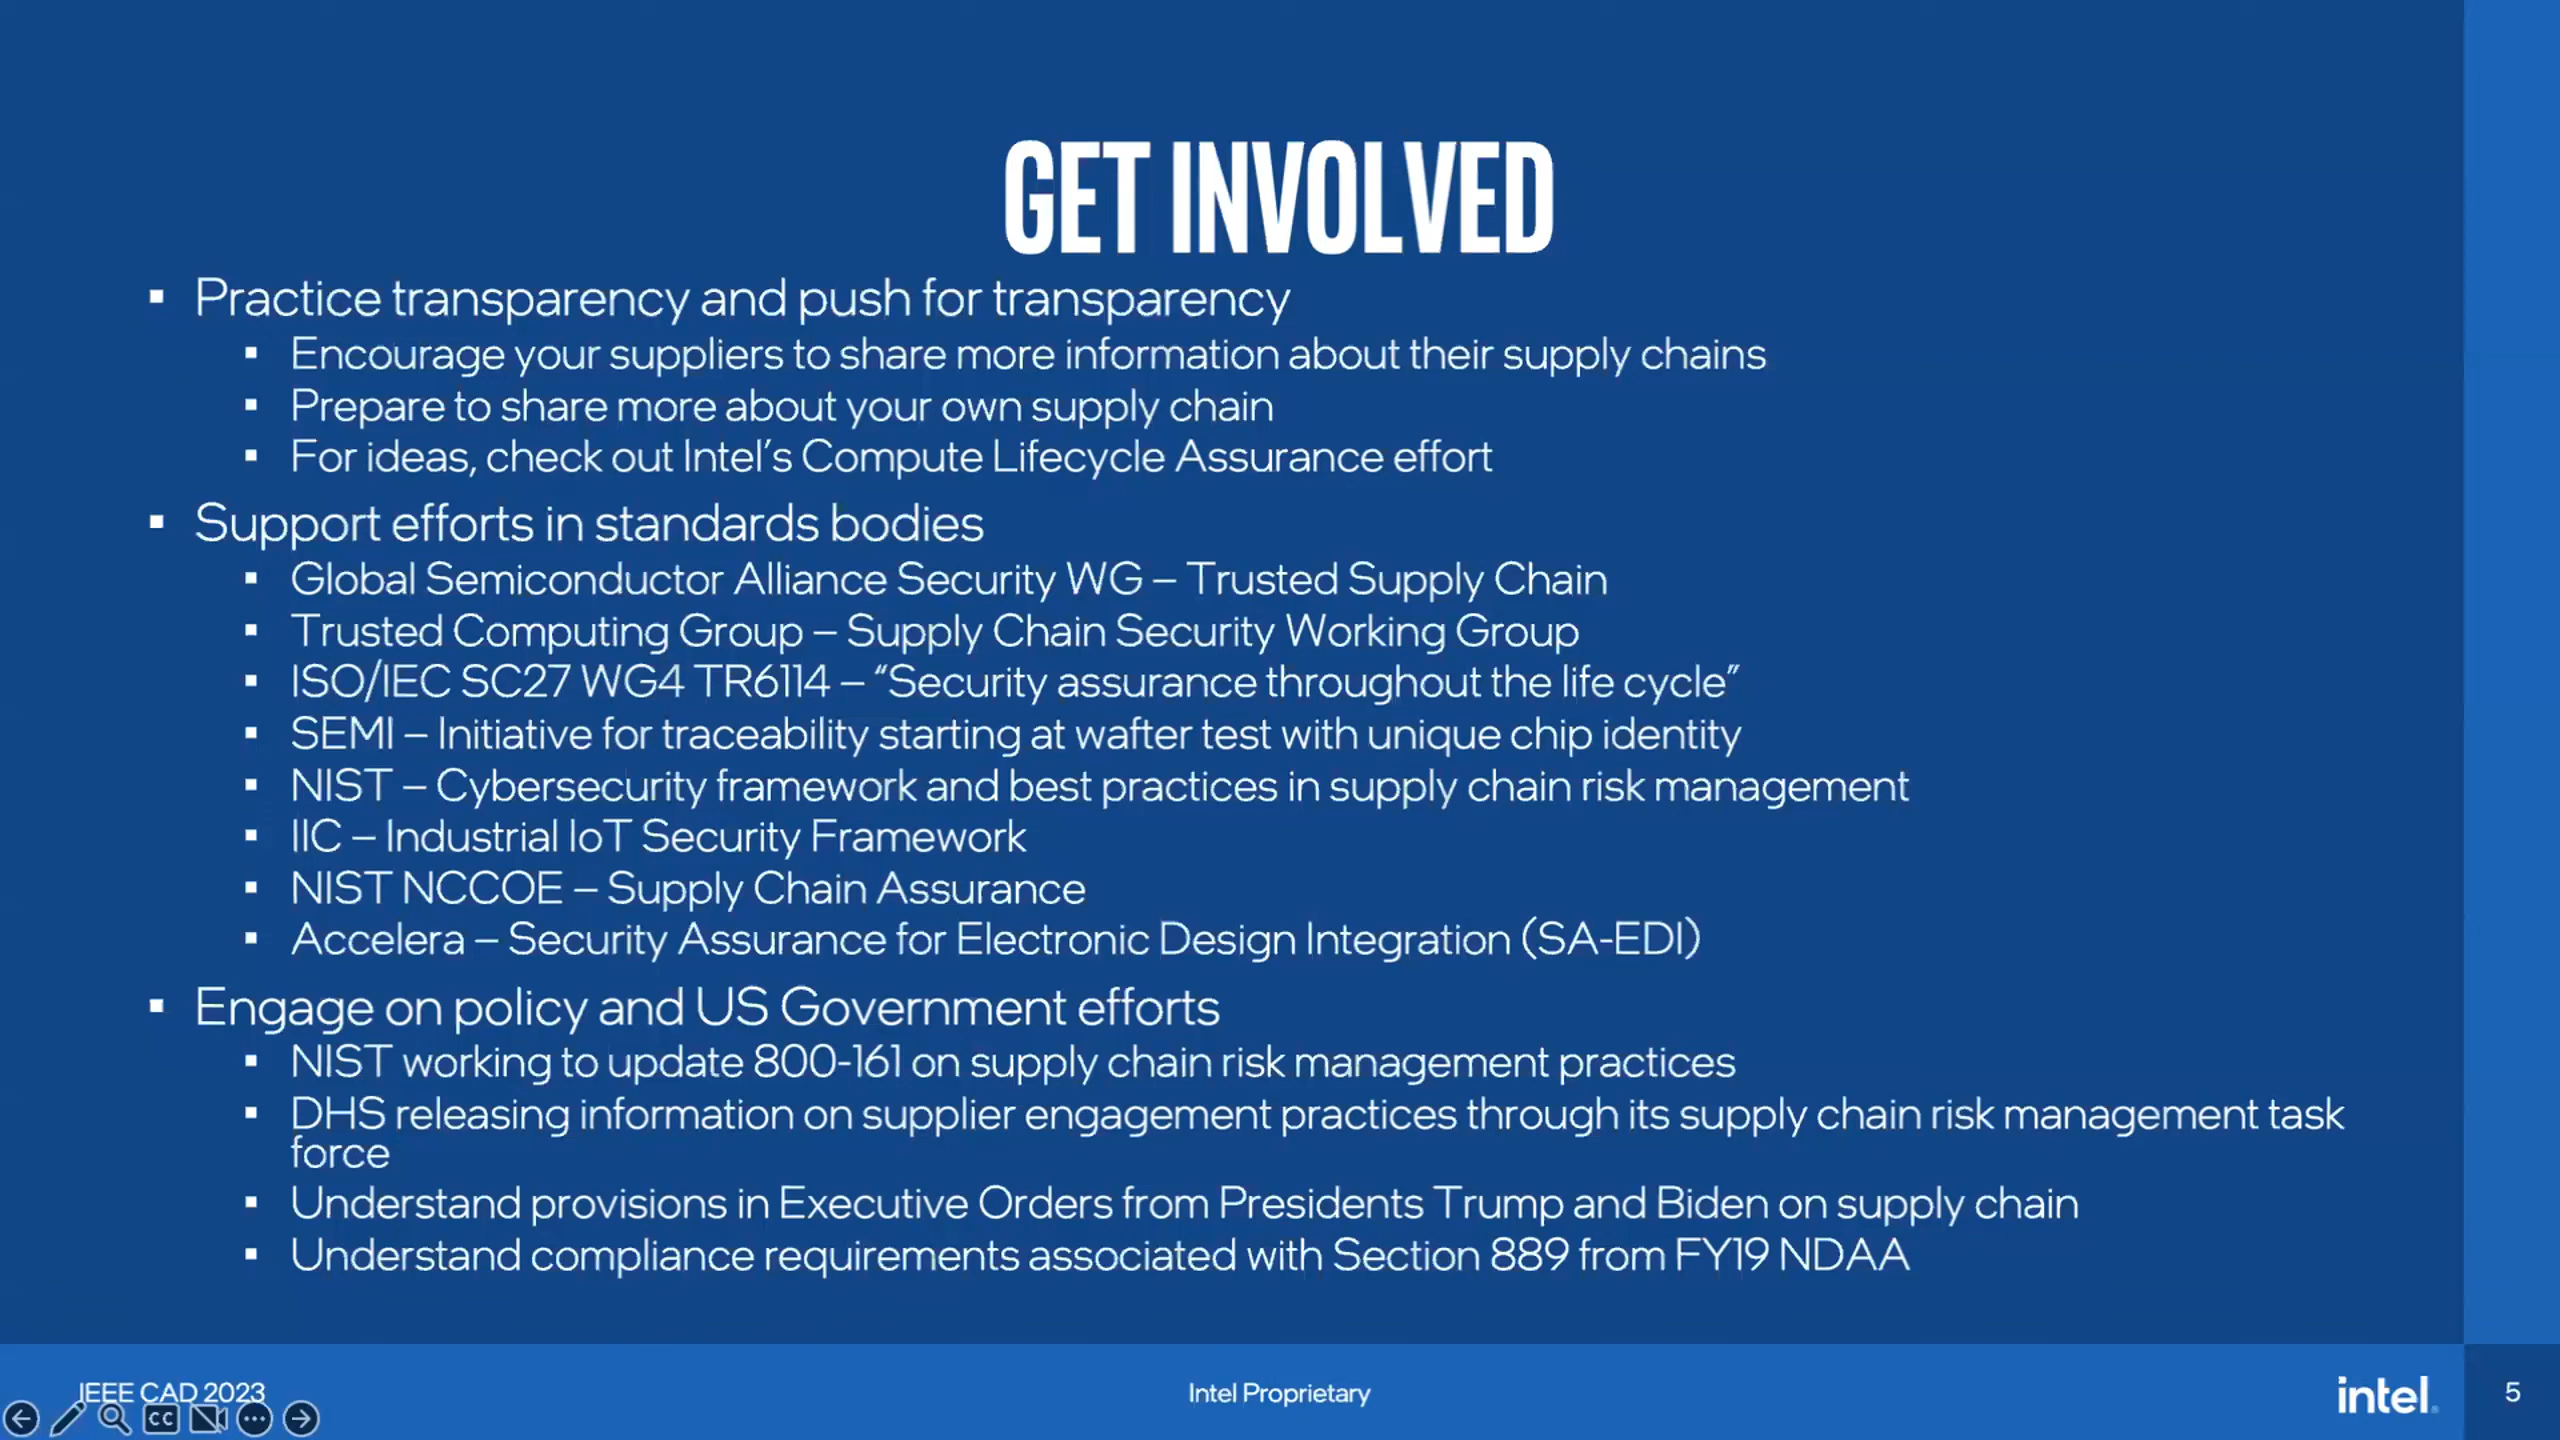 GET INVOLVED
▪ Practice transparency and push for transparency
▪ Encourage your suppliers to share more information about their supply chains
▪ Prepare to share more about your own supply chain
▪ For ideas, check out Intel’s Compute Lifecycle Assurance effort
▪ Support efforts in standards bodies
▪ Global Semiconductor Alliance Security WG – Trusted Supply Chain
▪ Trusted Computing Group – Supply Chain Security Working Group
▪ ISO/IEC SC27 WG4 TR6114 – “Security assurance throughout the life cycle”
▪ SEMI – Initiative for traceability starting at wafter test with unique chip identity
▪ NIST – Cybersecurity framework and best practices in supply chain risk management
▪ IIC – Industrial IoT Security Framework
▪ NIST NCCOE – Supply Chain Assurance
▪ Accelera – Security Assurance for Electronic Design Integration (SA-EDI)
▪ Engage on policy and US Government efforts
▪ NIST working to update 800-161 on supply chain risk management practices
▪ DHS releasing information on supplier engagement practices through its supply chain risk management task
force
▪ Understand provisions in Executive Orders from Presidents Trump and Biden on supply chain
▪ Understand compliance requirements associated with Section 889 from FY19 NDAA
IEEE CAD 2023
Intel Proprietary
intel.
5
CC